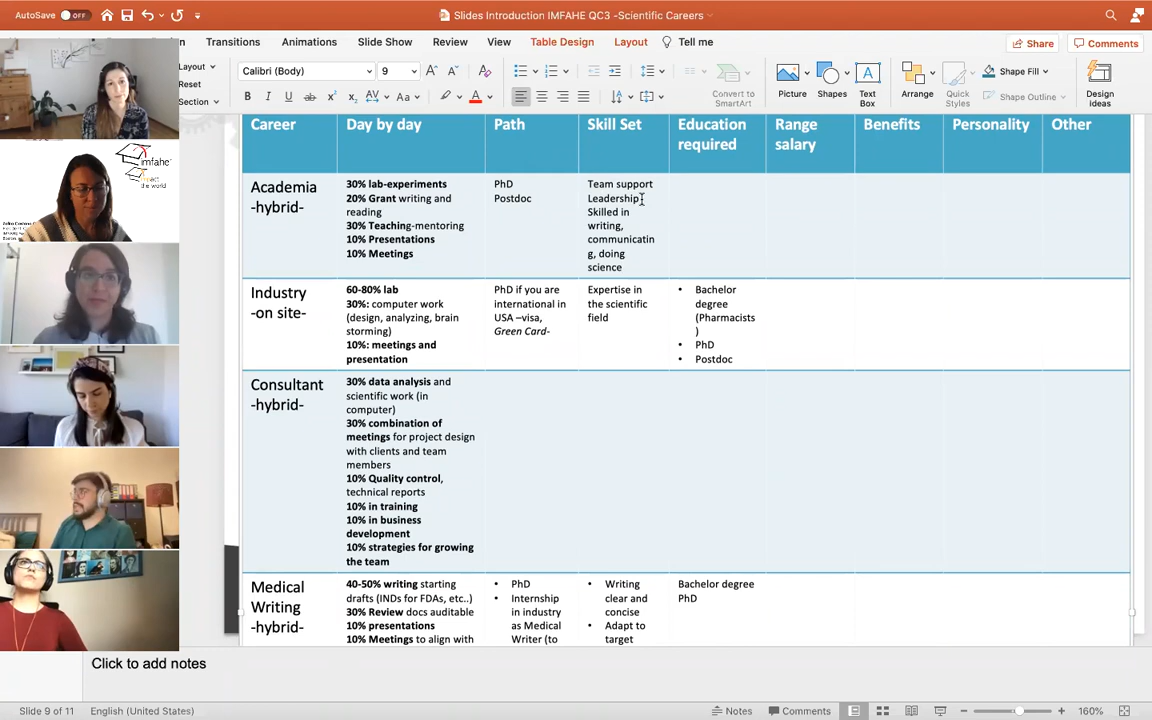 AutoSave OFF
Slides Introduction IMFAHE QC3 -Scientific Careers
Transitions Animations Slide Show Review View Table Design Layout Tell me
Share Comments
Layout
Reset
Section
Calibri (Body) 9
Convert to
SmartArt
Picture Shapes Text
Box
Arrange Quick
Styles
Shape Fill
Shape Outline
Design
Ideas
imfahe
impact
the world
Career Day by day Path Skill Set Education
required
Range
salary
Benefits Personality Other
Academia
-hybrid-
30% lab-experiments
20% Grant writing and
reading
30% Teaching-mentoring
10% Presentations
10% Meetings
PhD
Postdoc
Team support
Leadership
Skilled in
writing,
communicatin
g, doing
science
Industry
-on site-
60-80% lab
30%: computer work
(design, analyzing, brain
storming)
10%: meetings and
presentation
PhD if you are
international in
USA –visa,
Green Card-
Expertise in
the scientific
field
• Bachelor
degree
(Pharmacists
)
• PhD
• Postdoc
Consultant
-hybrid-
30% data analysis and
scientific work (in
computer)
30% combination of
meetings for project design
with clients and team
members
10% Quality control,
technical reports
10% in training
10% in business
development
10% strategies for growing
the team
Medical
Writing
-hybrid-
40-50% writing starting
drafts (INDs for FDAs, etc..)
30% Review docs auditable
10% presentations
10% Meetings to align with
• PhD
• Internship
in industry
as Medical
Writer (to
• Writing
clear and
concise
• Adapt to
target
Bachelor degree
PhD
Click to add notes
Slide 9 of 11 English (United States) Notes Comments 160%